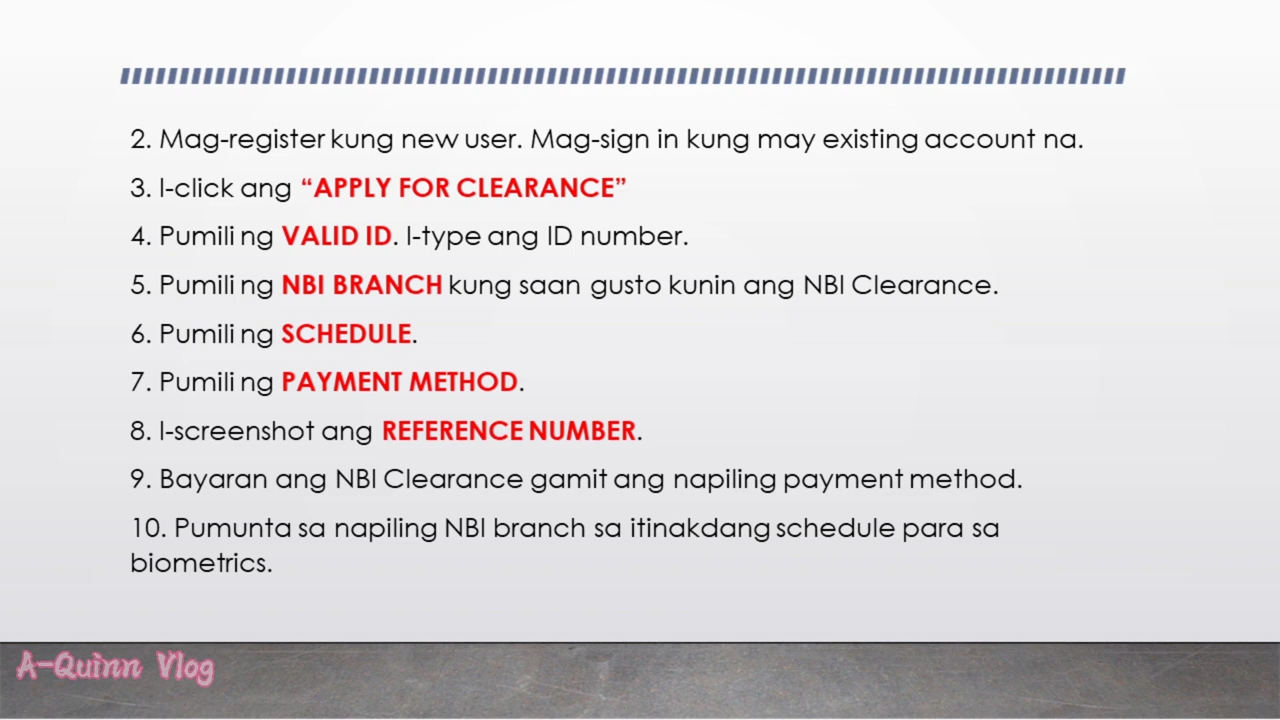 2. Mag-register kung new user. Mag-sign in kung may existing account na.
3. I-click ang “APPLY FOR CLEARANCE”
4. Pumili ng VALID ID. I-type ang ID number.
5. Pumili ng NBI BRANCH kung saan gusto kunin ang NBI Clearance.
6. Pumili ng SCHEDULE.
7. Pumili ng PAYMENT METHOD.
8. I-screenshot ang REFERENCE NUMBER.
9. Bayaran ang NBI Clearance gamit ang napiling payment method.
10. Pumunta sa napiling NBI branch sa itinakdang schedule para sa
biometrics.
A-Quinn Vlog